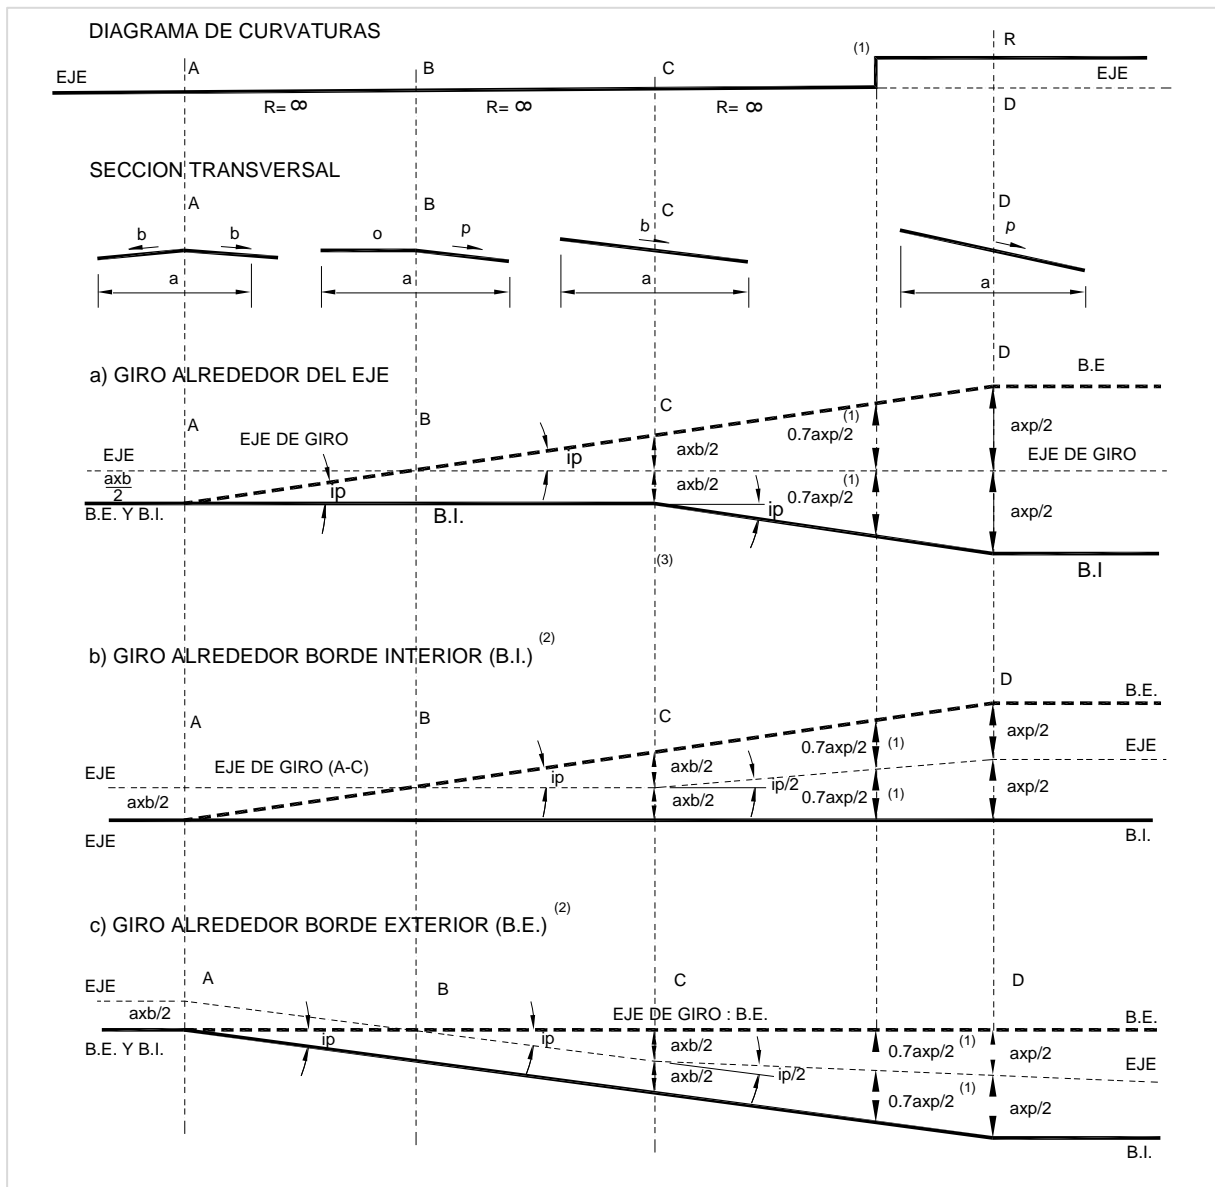 DIAGRAMA DE CURVATURAS
(1)
R
EJE
A
B
C
EJE
R= ∞
R= ∞
R= ∞
D
SECCION TRANSVERSAL
A
B
C
D
b
b
o
p
b
p
a
a
a
a
a) GIRO ALREDEDOR DEL EJE
D
B.E
A
B
C
EJE DE GIRO
(1)
0.7axp/2
axp/2
EJE
ip
axb/2
EJE DE GIRO
axb
2
ip
axb/2
(1)
0.7axp/2
B.E. Y B.I.
B.I.
ip
axp/2
(3)
B.I
b) GIRO ALREDEDOR BORDE INTERIOR (B.I.) (2)
D
B.E.
A
B
C
EJE DE GIRO (A-C)
0.7axp/2 (1)
axp/2
EJE
EJE
ip
axb/2
ip/2
axb/2
axb/2
0.7axp/2 (1)
axp/2
EJE
B.I.
c) GIRO ALREDEDOR BORDE EXTERIOR (B.E.) (2)
EJE
A
B
C
D
axb/2
EJE DE GIRO : B.E.
B.E.
B.E. Y B.I.
ip
ip
axb/2
0.7axp/2 (1)
axp/2
EJE
axb/2
ip/2
0.7axp/2 (1)
axp/2
B.I.